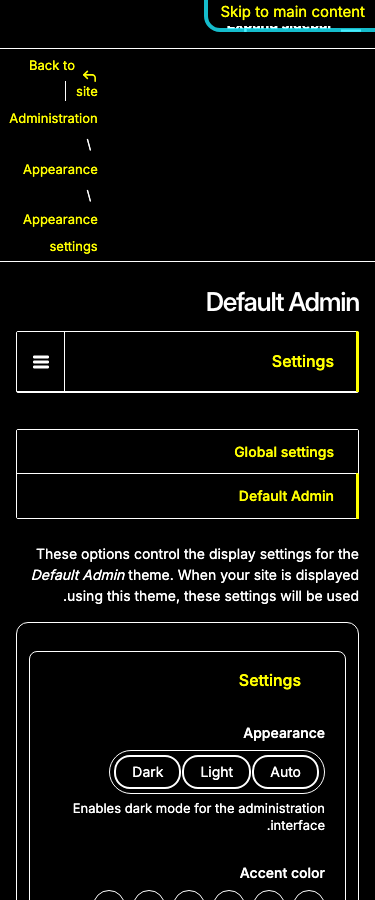 Skip to main content
Expand sidebar
Back to
site
Administration
\
Appearance
\
Appearance
settings
Default Admin
Settings
Global settings
Default Admin
These options control the display settings for the
Default Admin theme. When your site is displayed
.using this theme, these settings will be used
Settings
Appearance
Dark Light Auto
Enables dark mode for the administration
.interface
Accent color